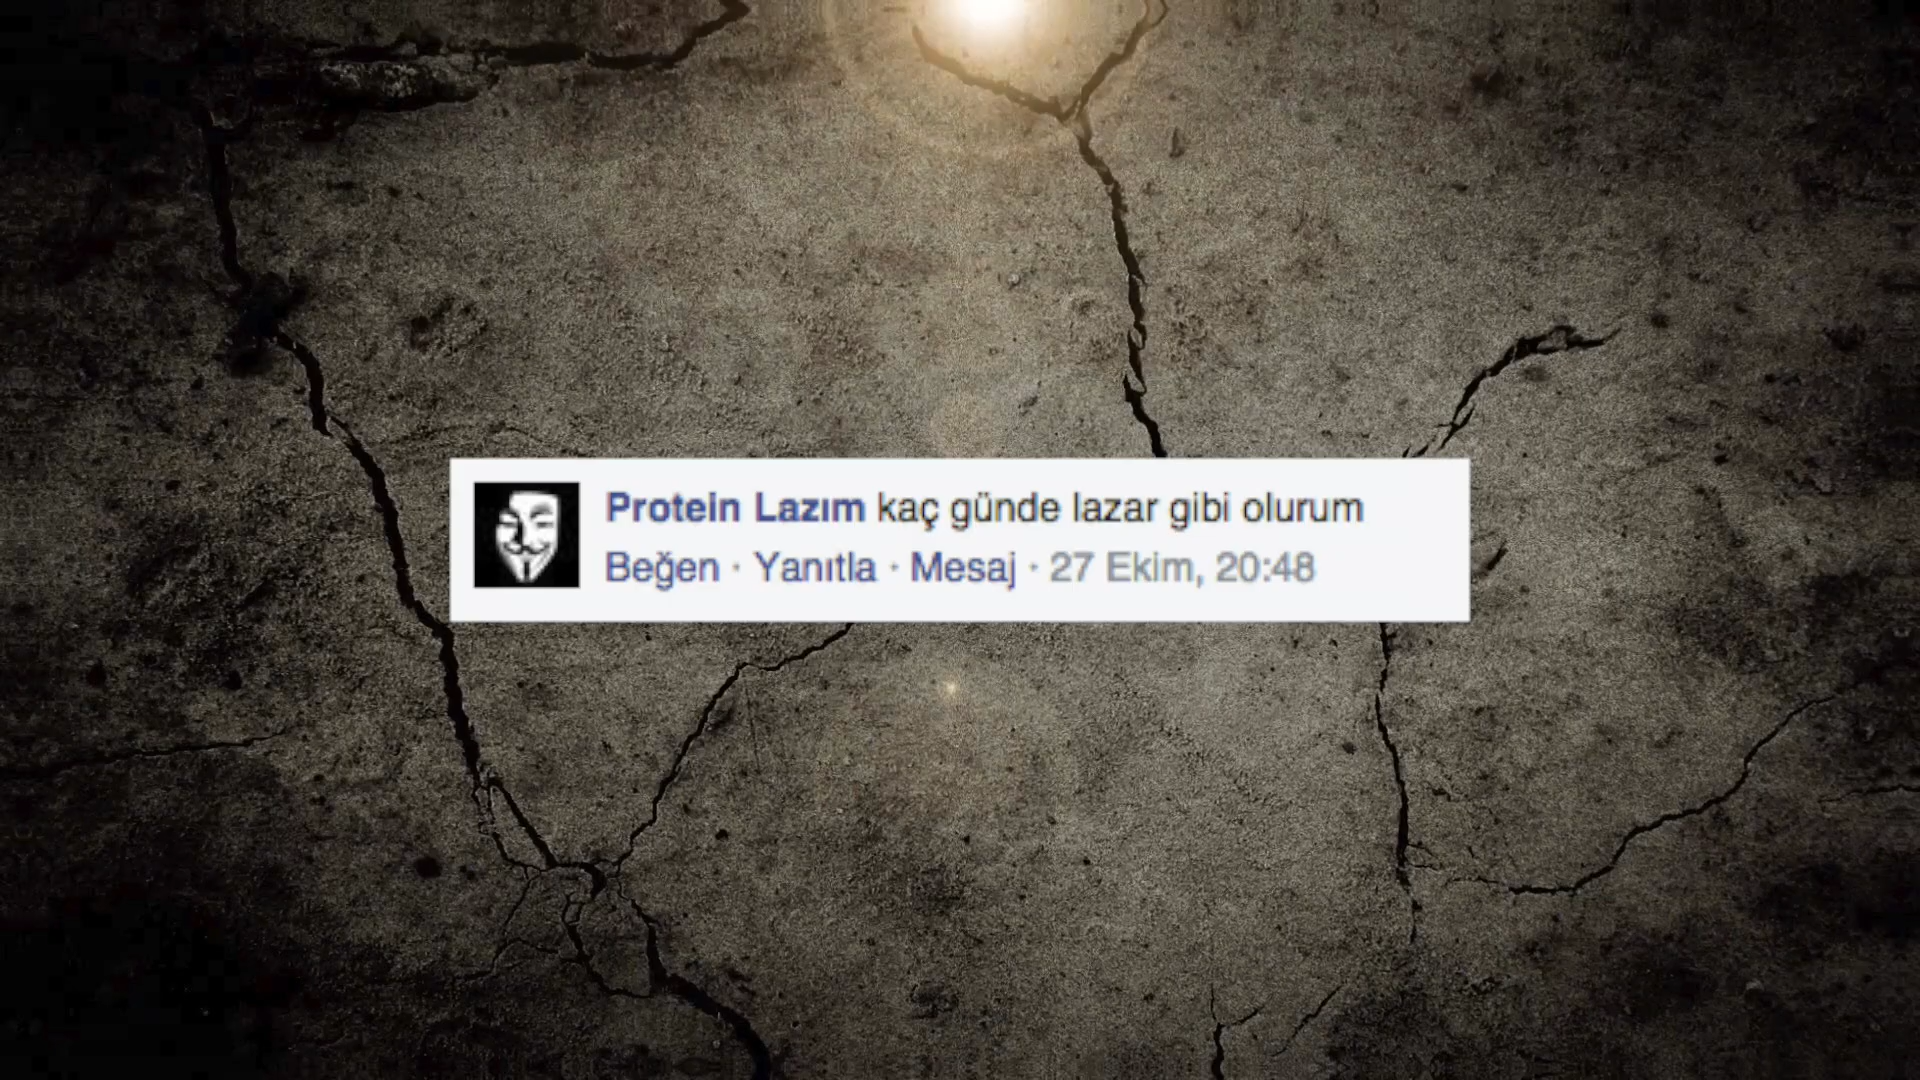 Protein Lazım kaç günde lazar gibi olurum
Beğen · Yanıtla · Mesaj · 27 Ekim, 20:48